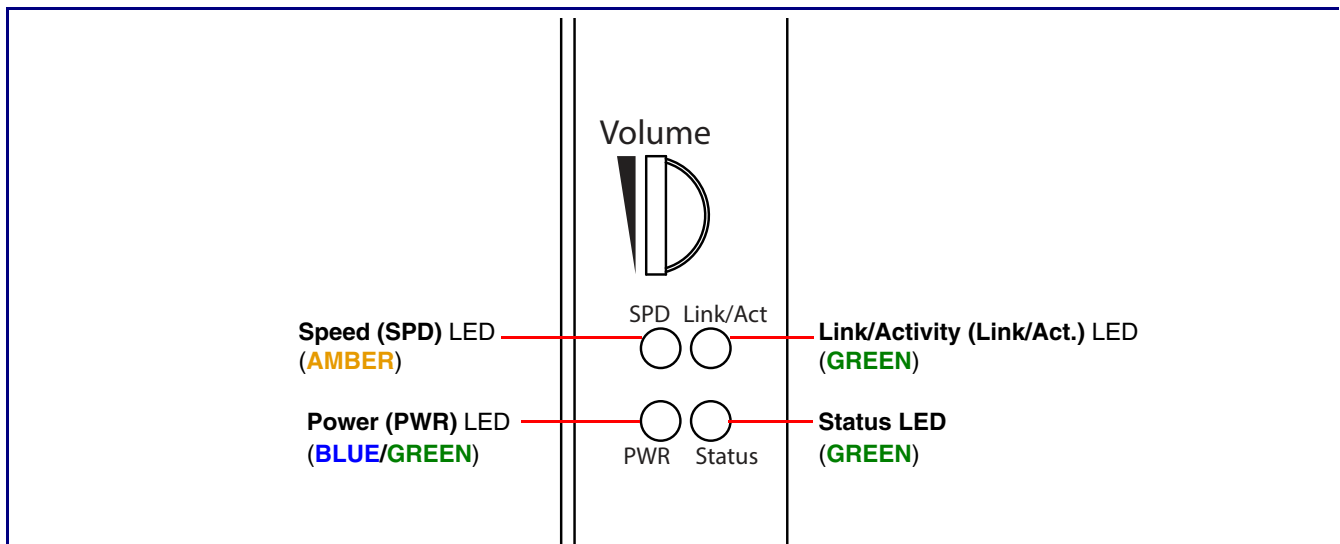 Volume
SPD Link/Act
Speed (SPD) LED
(AMBER)
Link/Activity (Link/Act.) LED
(GREEN)
Power (PWR) LED
(BLUE/GREEN)
Status LED
(GREEN)
PWR Status